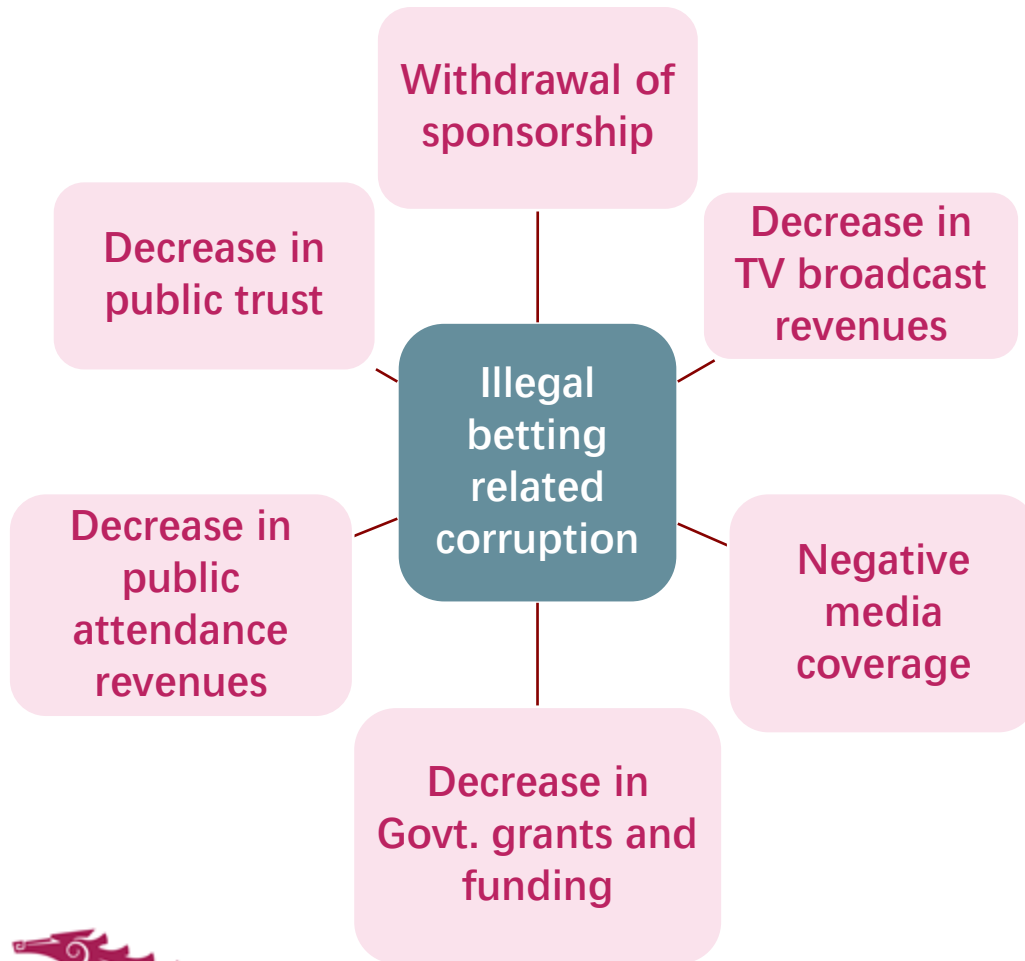 Withdrawal of
sponsorship
Decrease in
public trust
Decrease in
TV broadcast
revenues
Illegal
betting
related
corruption
Decrease in
public
attendance
revenues
Negative
media
coverage
Decrease in
Govt. grants and
funding